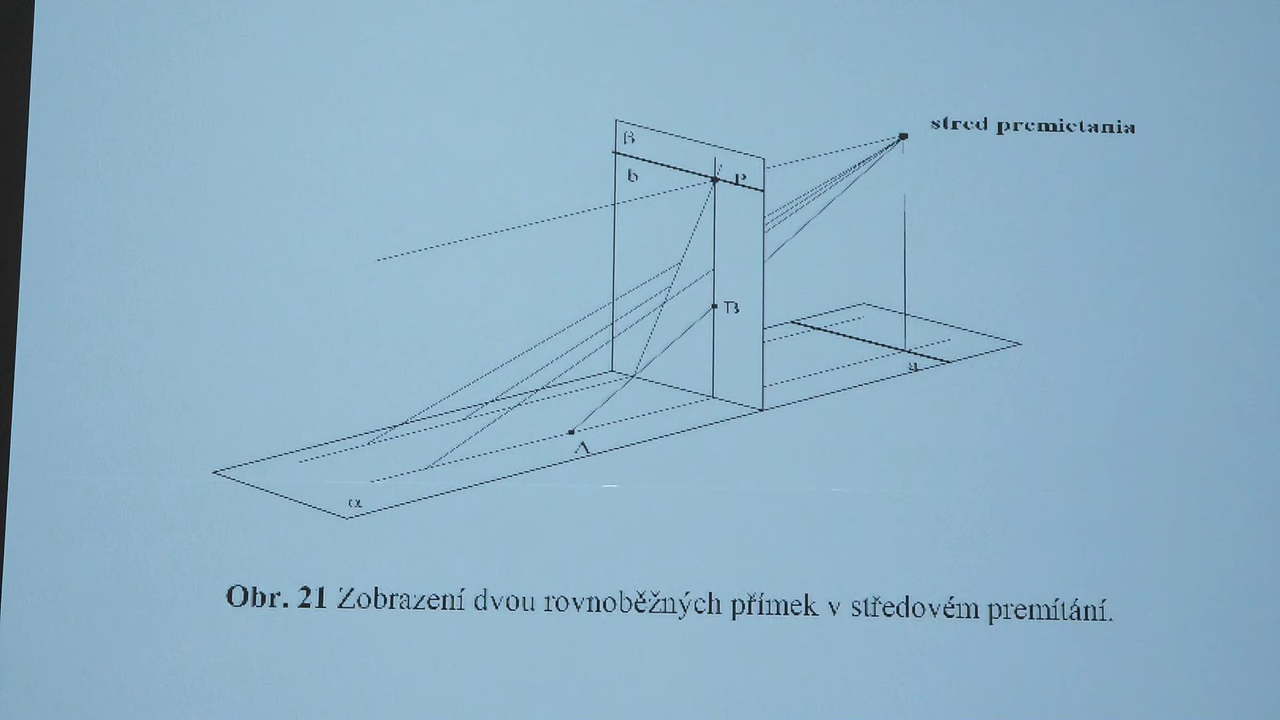 stred premietania
β
b
P
B
a
A
α
Obr. 21 Zobrazení dvou rovnoběžných přímek v středovém premítání.